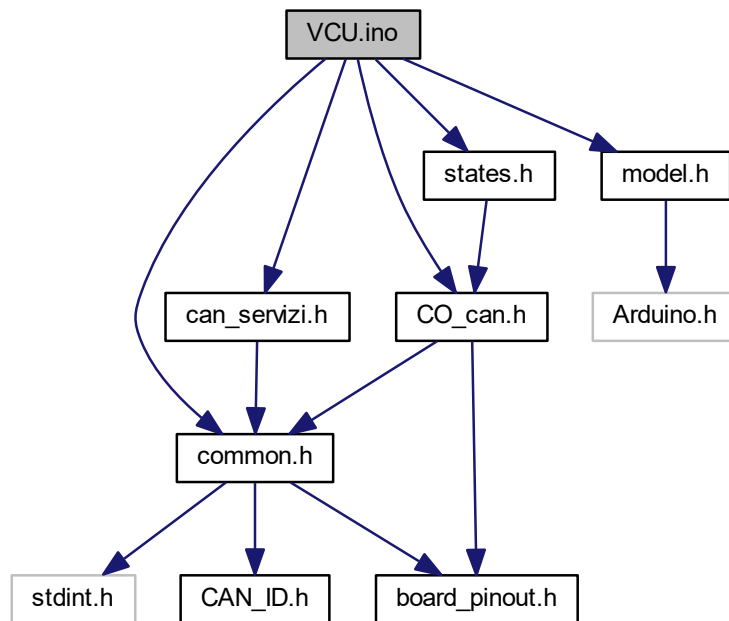 VCU.ino
states.h
model.h
can_servizi.h
CO_can.h
Arduino.h
common.h
stdint.h
CAN_ID.h
board_pinout.h